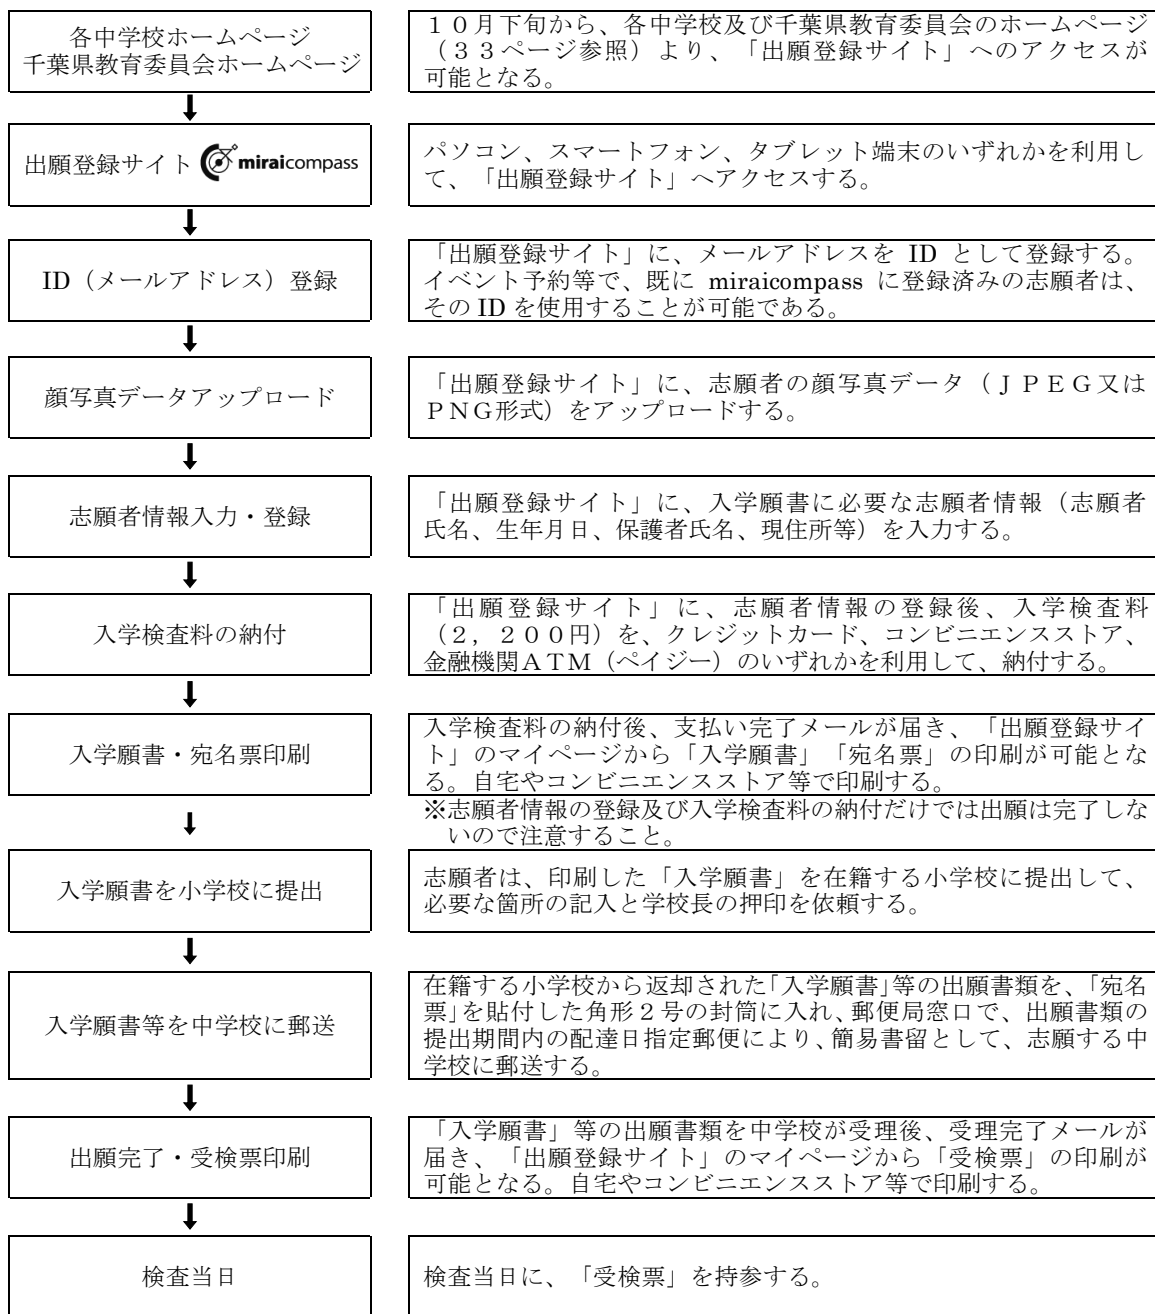 各中学校ホームページ
千葉県教育委員会ホームページ
１０月下旬から、各中学校及び千葉県教育委員会のホームページ
（３３ページ参照）より、「出願登録サイト」へのアクセスが
可能となる。
出願登録サイト miraicompass
パソコン、スマートフォン、タブレット端末のいずれかを利用し
て、「出願登録サイト」へアクセスする。
ID（メールアドレス）登録
「出願登録サイト」に、メールアドレスを ID として登録する。
イベント予約等で、既に miraicompass に登録済みの志願者は、
その ID を使用することが可能である。
顔写真データアップロード
「出願登録サイト」に、志願者の顔写真データ（ＪＰＥＧ又は
ＰＮＧ形式）をアップロードする。
志願者情報入力・登録
「出願登録サイト」に、入学願書に必要な志願者情報（志願者
氏名、生年月日、保護者氏名、現住所等）を入力する。
入学検査料の納付
「出願登録サイト」に、志願者情報の登録後、入学検査料
（２，２００円）を、クレジットカード、コンビニエンスストア、
金融機関ＡＴＭ（ペイジー）のいずれかを利用して、納付する。
入学願書・宛名票印刷
入学検査料の納付後、支払い完了メールが届き、「出願登録サイ
ト」のマイページから「入学願書」「宛名票」の印刷が可能とな
る。自宅やコンビニエンスストア等で印刷する。
※志願者情報の登録及び入学検査料の納付だけでは出願は完了しな
いので注意すること。
入学願書を小学校に提出
志願者は、印刷した「入学願書」を在籍する小学校に提出して、
必要な箇所の記入と学校長の押印を依頼する。
入学願書等を中学校に郵送
在籍する小学校から返却された「入学願書」等の出願書類を、「宛名
票」を貼付した角形２号の封筒に入れ、郵便局窓口で、出願書類の
提出期間内の配達日指定郵便により、簡易書留として、志願する中
学校に郵送する。
出願完了・受検票印刷
「入学願書」等の出願書類を中学校が受理後、受理完了メールが
届き、「出願登録サイト」のマイページから「受検票」の印刷が
可能となる。自宅やコンビニエンスストア等で印刷する。
検査当日
検査当日に、「受検票」を持参する。